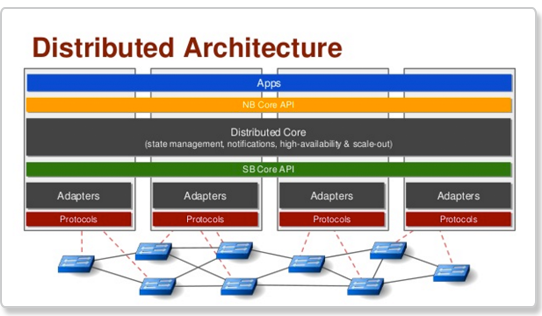 Distributed Architecture
Apps
NB Core API
Distributed Core
(state management, notifications, high-availability & scale-out)
SB Core API
Adapters
Adapters
Adapters
Adapters
Protocols
Protocols
Protocols
Protocols